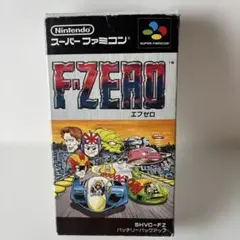 Nintendo
スーパーファミコン
SUPER FAMICOM
F-ZERO
TM
エフゼロ
SHVC-FZ
バッテリーバックアップ